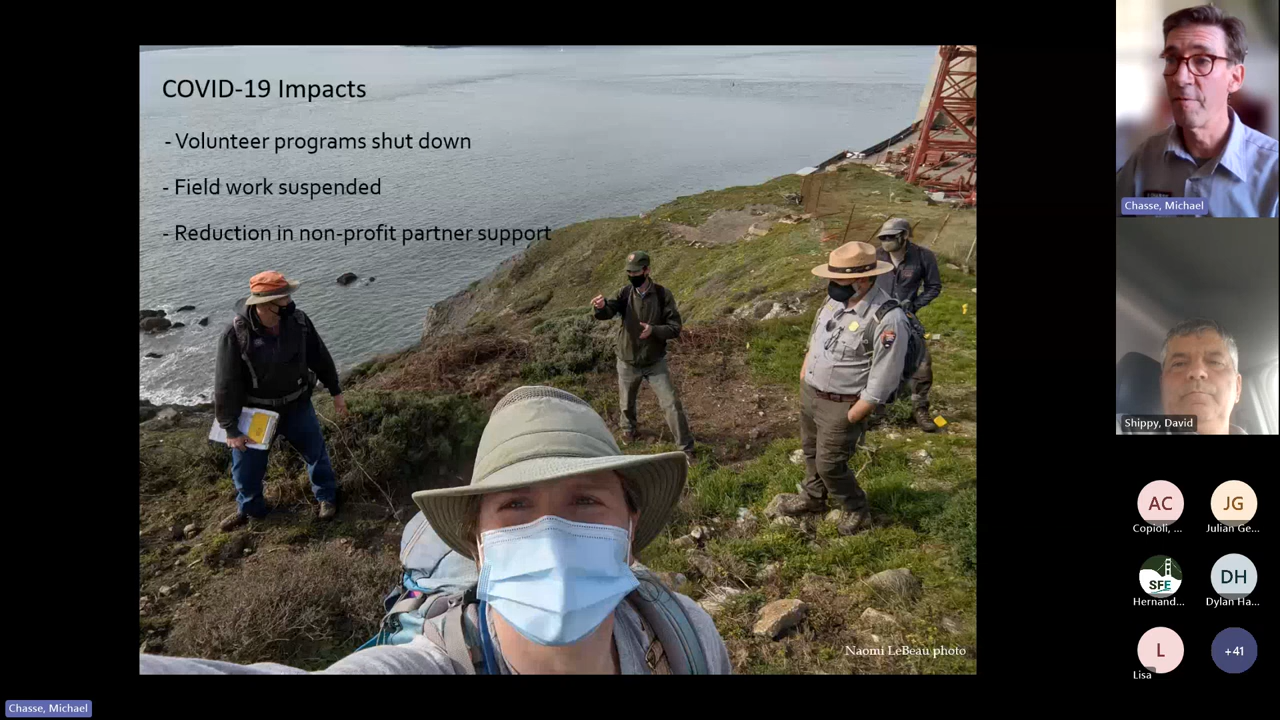 COVID-19 Impacts
- Volunteer programs shut down
- Field work suspended
- Reduction in non-profit partner support
Naomi LeBeau photo
Chasse, Michael
Shippy, David
AC
JG
Copioli, ...
Julian Ge...
SFE
DH
Hernand...
Dylan Ha...
L
+41
Lisa
Chasse, Michael